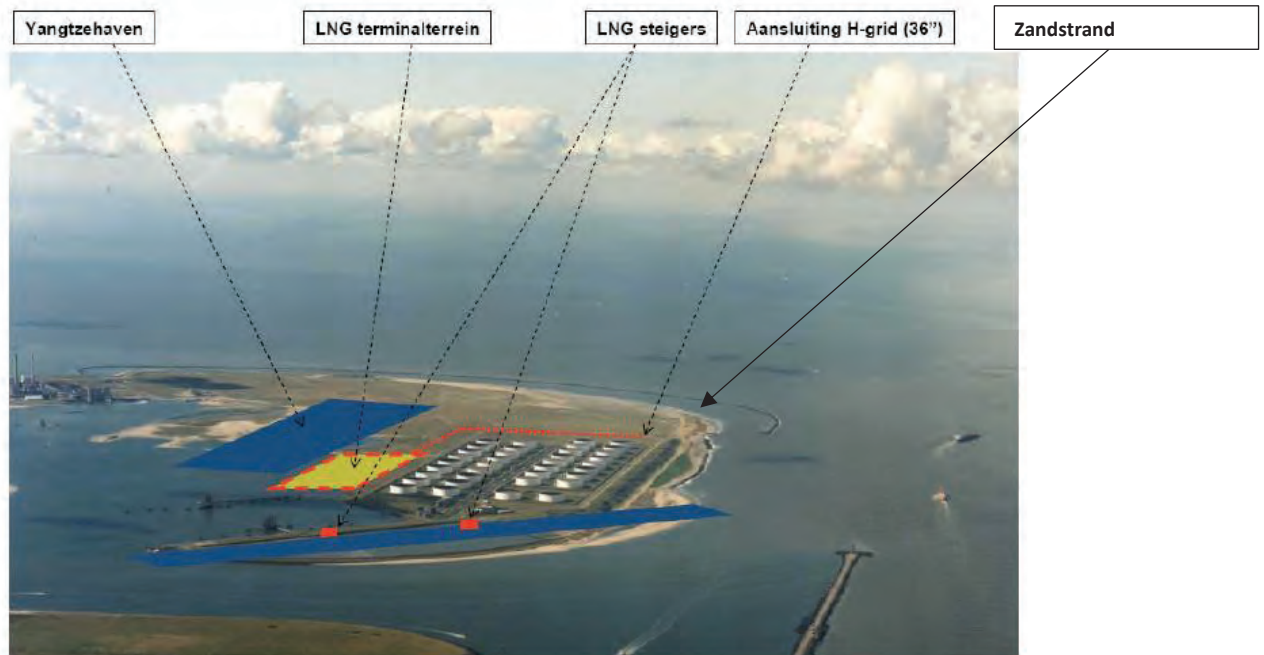 Yangtzehaven
LNG terminalterrein
LNG steigers
Aansluiting H-grid (36”)
Zandstrand